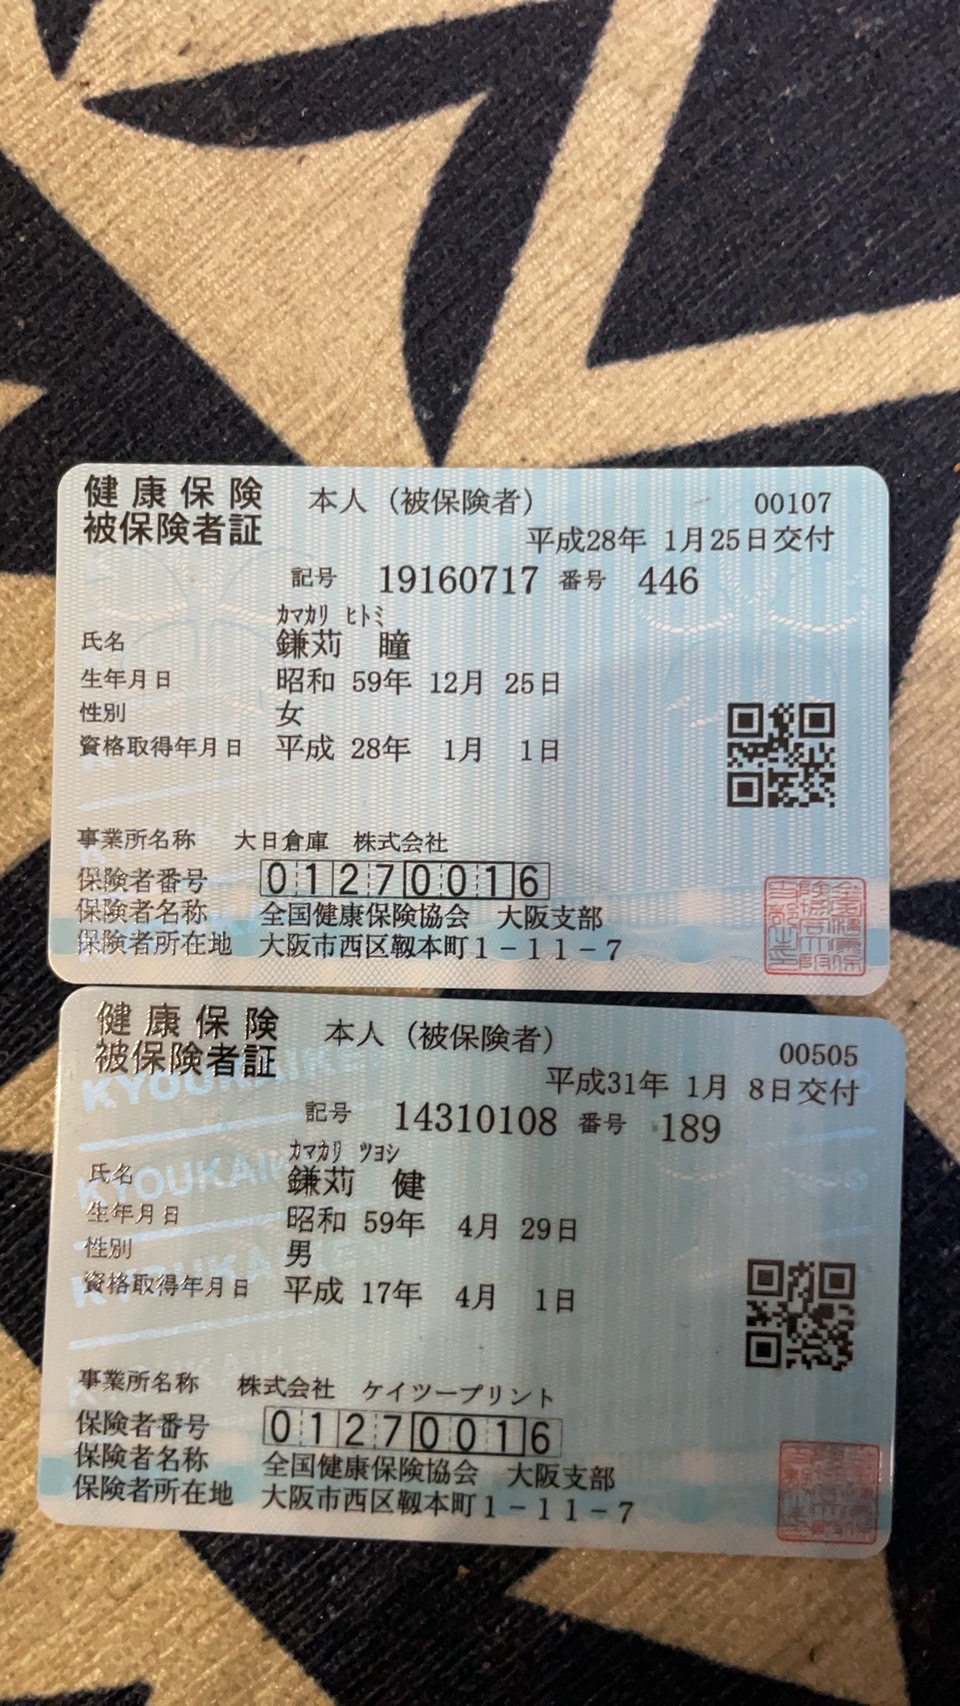 健康保険 本人（被保険者） 00107
被保険者証 平成28年 1月25日交付
記号 19160717 番号 446
ｶﾏｶﾘ ﾋﾄﾐ
氏名 鎌苅 瞳
生年月日 昭和 59年 12月 25日
性別 女
資格取得年月日 平成 28年 1月 1日
事業所名称 大日倉庫 株式会社
保険者番号 01270016
保険者名称 全国健康保険協会 大阪支部
保険者所在地 大阪市西区靱本町1－11－7
健康保険 本人（被保険者） 00505
被保険者証 平成31年 1月 8日交付
記号 14310108 番号 189
ｶﾏｶﾘ ﾂﾖｼ
氏名 鎌苅 健
生年月日 昭和 59年 4月 29日
性別 男
資格取得年月日 平成 17年 4月 1日
事業所名称 株式会社 ケイツープリント
保険者番号 01270016
保険者名称 全国健康保険協会 大阪支部
保険者所在地 大阪市西区靱本町1－11－7